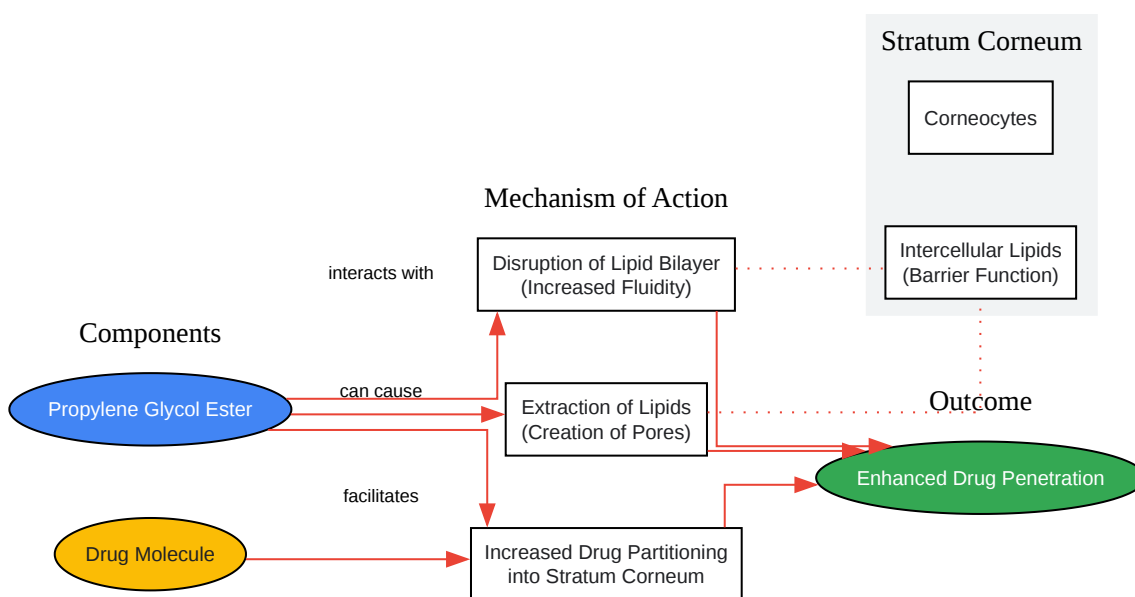 Stratum Corneum
Corneocytes
Mechanism of Action
interacts with
Disruption of Lipid Bilayer
(Increased Fluidity)
Intercellular Lipids
(Barrier Function)
Components
Propylene Glycol Ester
can cause
Extraction of Lipids
(Creation of Pores)
Outcome
Enhanced Drug Penetration
facilitates
Drug Molecule
Increased Drug Partitioning
into Stratum Corneum